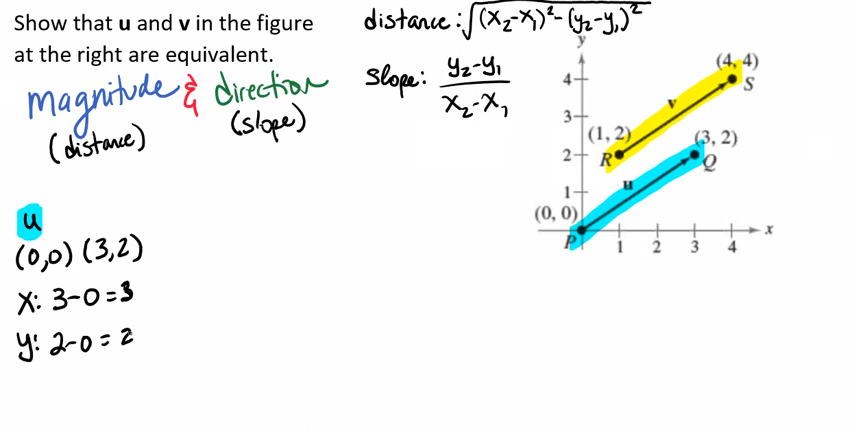 Show that u and v in the figure
at the right are equivalent.
magnitude & direction
(distance)
(slope)
u
(0,0) (3,2)
x: 3-0=3
y: 2-0=2
distance: √(x₂-x₁)²-(y₂-y₁)²
slope: y₂-y₁
x₂-x₁
y
(4, 4)
4
S
v
3
(1, 2)
(3, 2)
2
R
Q
u
1
(0, 0)
x
P
1 2 3 4